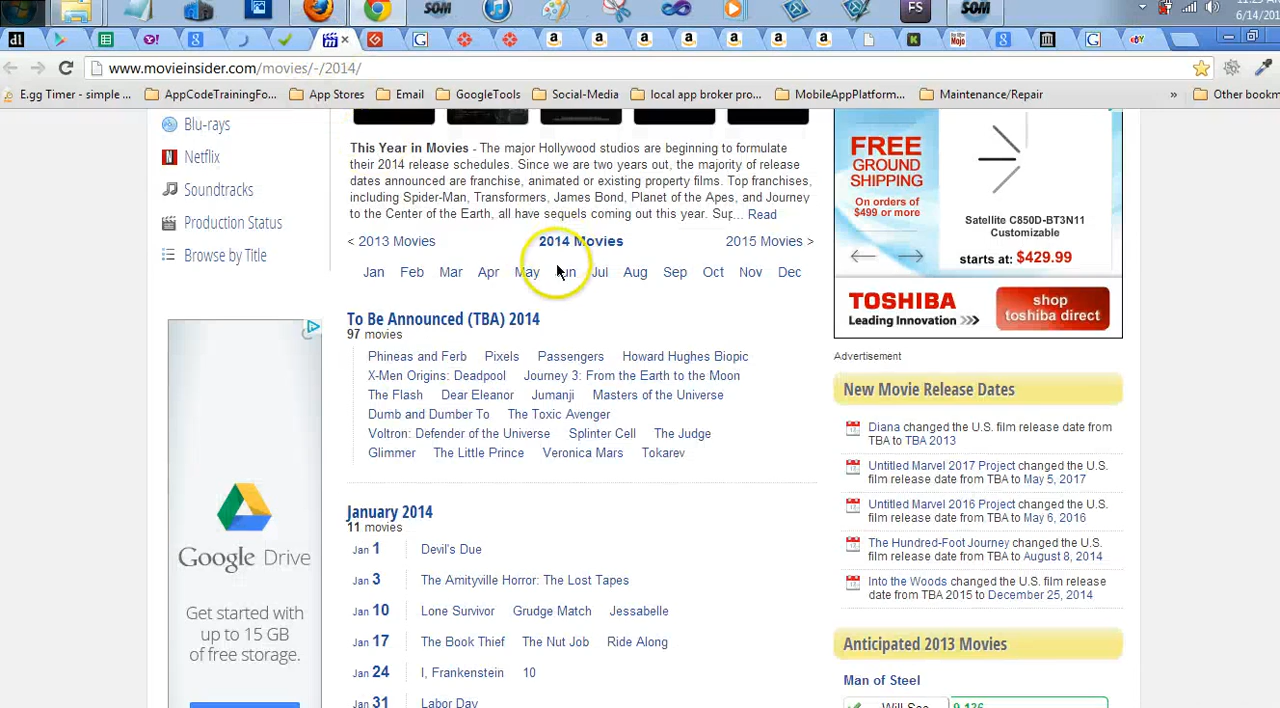 SOM
FS
SOM
6/14/20
www.movieinsider.com/movies/-/2014/
E.gg Timer - simple ...
AppCodeTrainingFo...
App Stores
Email
GoogleTools
Social-Media
local app broker pro...
MobileAppPlatform...
Maintenance/Repair
»
Other bookm
Blu-rays
Netflix
Soundtracks
Production Status
Browse by Title
This Year in Movies - The major Hollywood studios are beginning to formulate
their 2014 release schedules. Since we are two years out, the majority of release
dates announced are franchise, animated or existing property films. Top franchises,
including Spider-Man, Transformers, James Bond, Planet of the Apes, and Journey
to the Center of the Earth, all have sequels coming out this year. Sup... Read
< 2013 Movies
2014 Movies
2015 Movies >
Jan Feb Mar Apr May Jun Jul Aug Sep Oct Nov Dec
To Be Announced (TBA) 2014
97 movies
Phineas and Ferb Pixels Passengers Howard Hughes Biopic
X-Men Origins: Deadpool Journey 3: From the Earth to the Moon
The Flash Dear Eleanor Jumanji Masters of the Universe
Dumb and Dumber To The Toxic Avenger
Voltron: Defender of the Universe Splinter Cell The Judge
Glimmer The Little Prince Veronica Mars Tokarev
January 2014
11 movies
Jan 1 Devil's Due
Jan 3 The Amityville Horror: The Lost Tapes
Jan 10 Lone Survivor Grudge Match Jessabelle
Jan 17 The Book Thief The Nut Job Ride Along
Jan 24 I, Frankenstein 10
Jan 31 Labor Day
Google Drive
Get started with
up to 15 GB
of free storage.
FREE
GROUND
SHIPPING
On orders of
$499 or more
Satellite C850D-BT3N11
Customizable
starts at: $429.99
TOSHIBA
Leading Innovation >>>
shop
toshiba direct
Advertisement
New Movie Release Dates
Diana changed the U.S. film release date from
TBA to TBA 2013
Untitled Marvel 2017 Project changed the U.S.
film release date from TBA to May 5, 2017
Untitled Marvel 2016 Project changed the U.S.
film release date from TBA to May 6, 2016
The Hundred-Foot Journey changed the U.S.
film release date from TBA to August 8, 2014
Into the Woods changed the U.S. film release
date from TBA 2015 to December 25, 2014
Anticipated 2013 Movies
Man of Steel
Will See
9,136